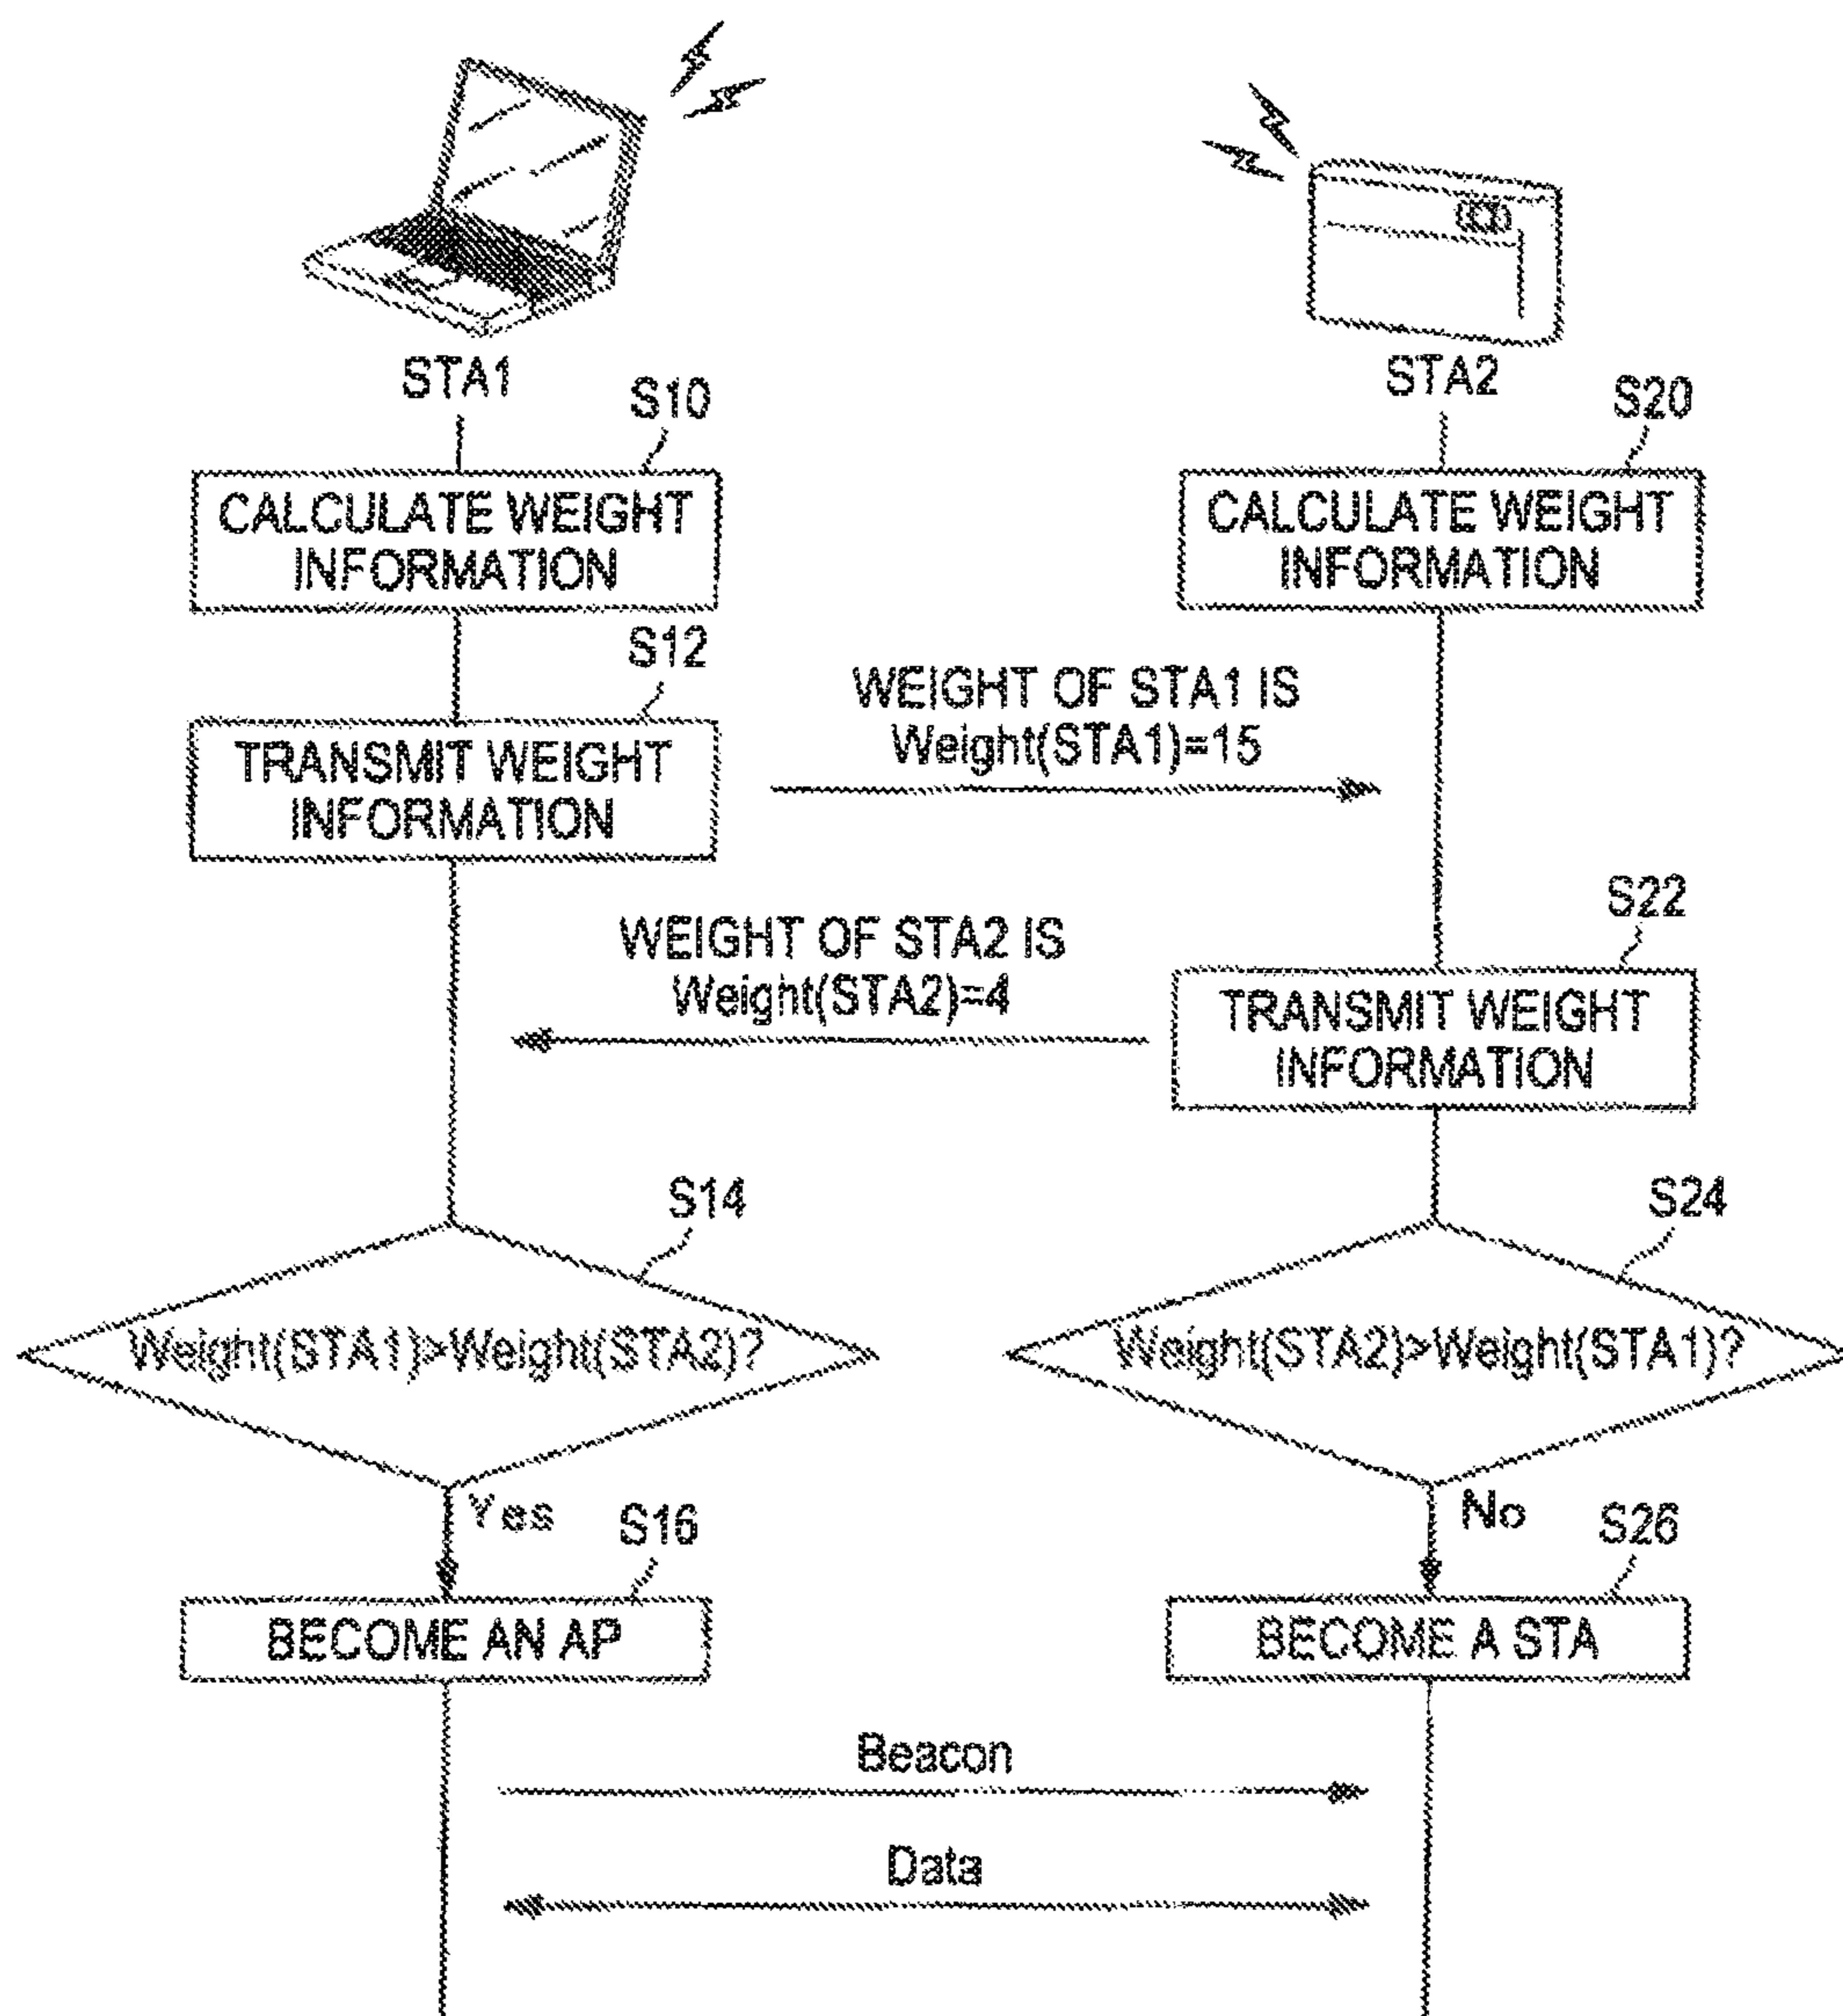 STA1
STA2
S10
S20
CALCULATE WEIGHT
INFORMATION
CALCULATE WEIGHT
INFORMATION
S12
TRANSMIT WEIGHT
INFORMATION
WEIGHT OF STA1 IS
Weight(STA1)=15
S22
WEIGHT OF STA2 IS
Weight(STA2)=4
TRANSMIT WEIGHT
INFORMATION
S14
S24
Weight(STA1)>Weight(STA2)?
Weight(STA2)>Weight(STA1)?
Yes
No
S16
S26
BECOME AN AP
BECOME A STA
Beacon
Data